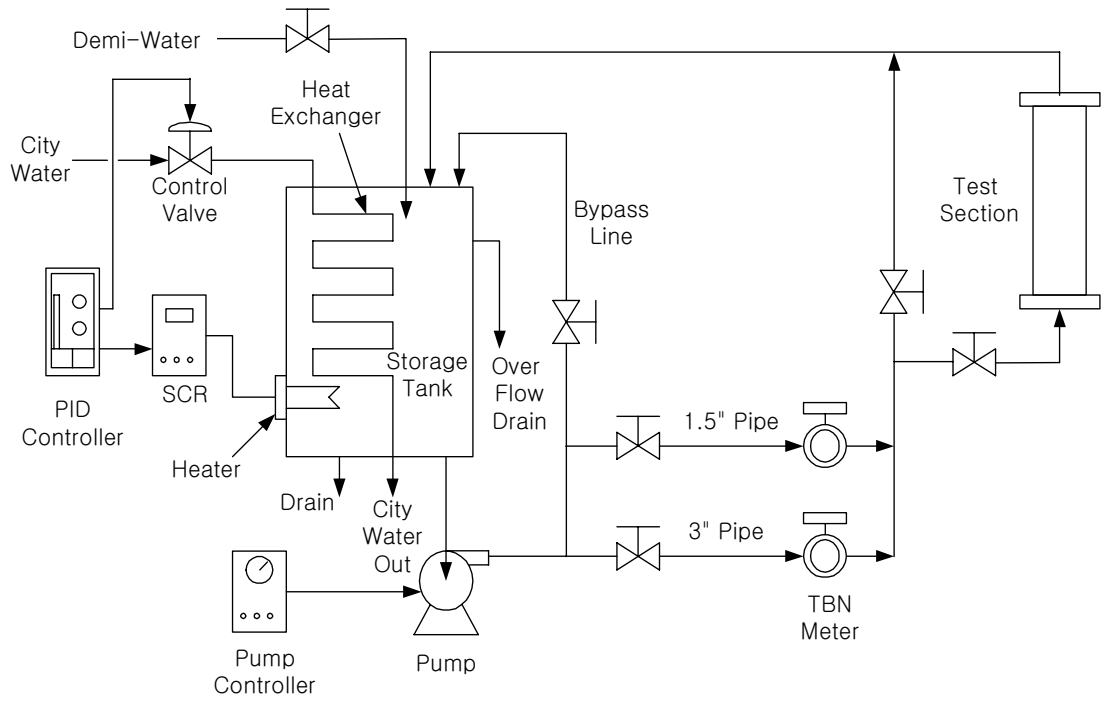 Demi-Water
Heat
Exchanger
City
Water
Control
Valve
Bypass
Line
Test
Section
Storage
Tank
Over
Flow
Drain
SCR
PID
Controller
1.5" Pipe
Heater
Drain
City
Water
Out
3" Pipe
TBN
Meter
Pump
Controller
Pump